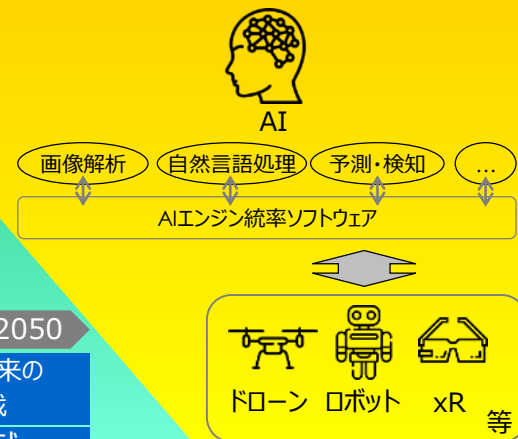 AI
画像解析 自然言語処理 予測・検知 …
AIエンジン統率ソフトウェア
2050
来の
ドローン ロボット xR 等